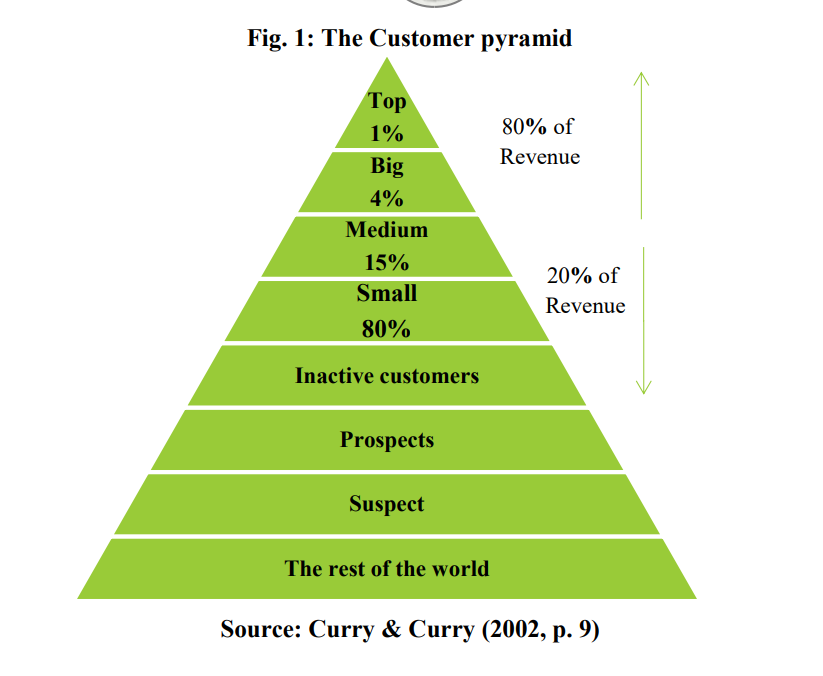 Fig. 1: The Customer pyramid
Top
1%
80% of
Revenue
Big
4%
Medium
15%
20% of
Revenue
Small
80%
Inactive customers
Prospects
Suspect
The rest of the world
Source: Curry & Curry (2002, p. 9)